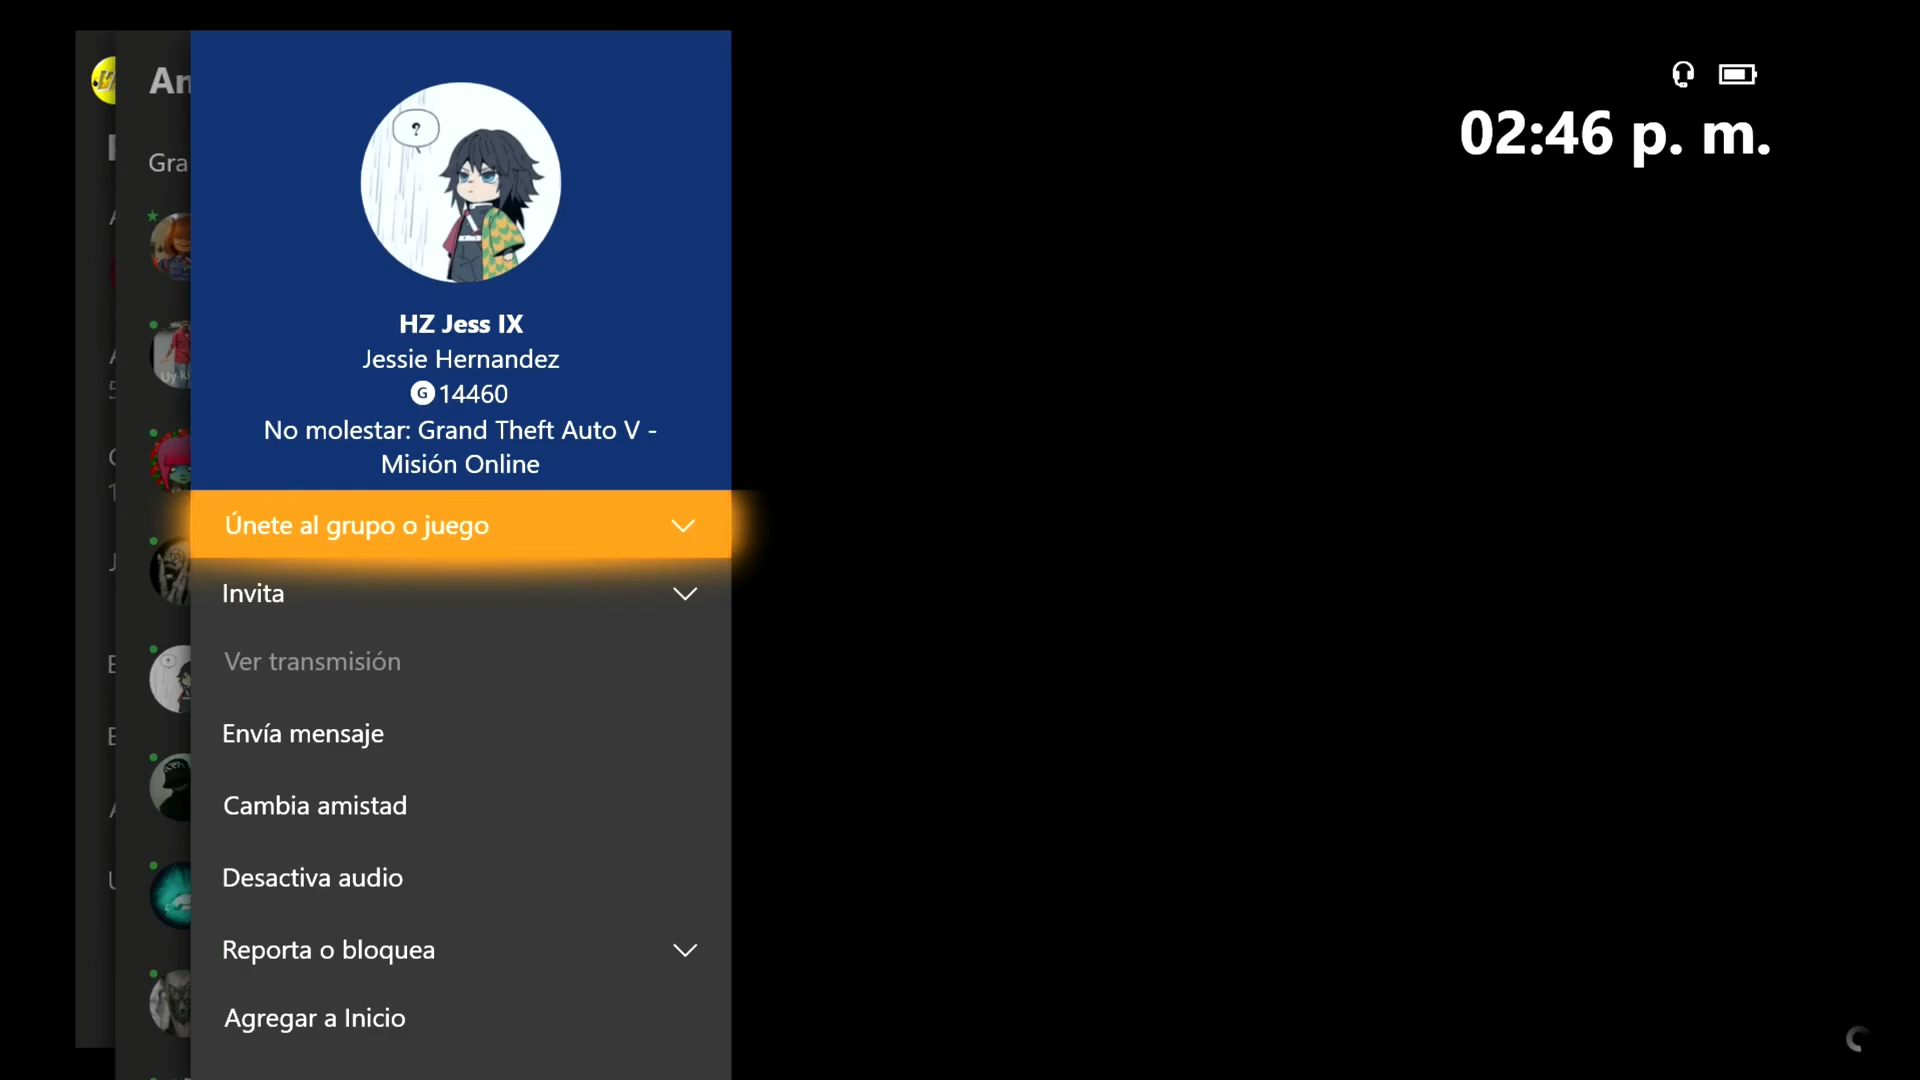 02:46 p. m.
An
Gra
?
HZ Jess IX
Jessie Hernandez
G 14460
No molestar: Grand Theft Auto V -
Misión Online
Únete al grupo o juego
Invita
Ver transmisión
Envía mensaje
Cambia amistad
Desactiva audio
Reporta o bloquea
Agregar a Inicio